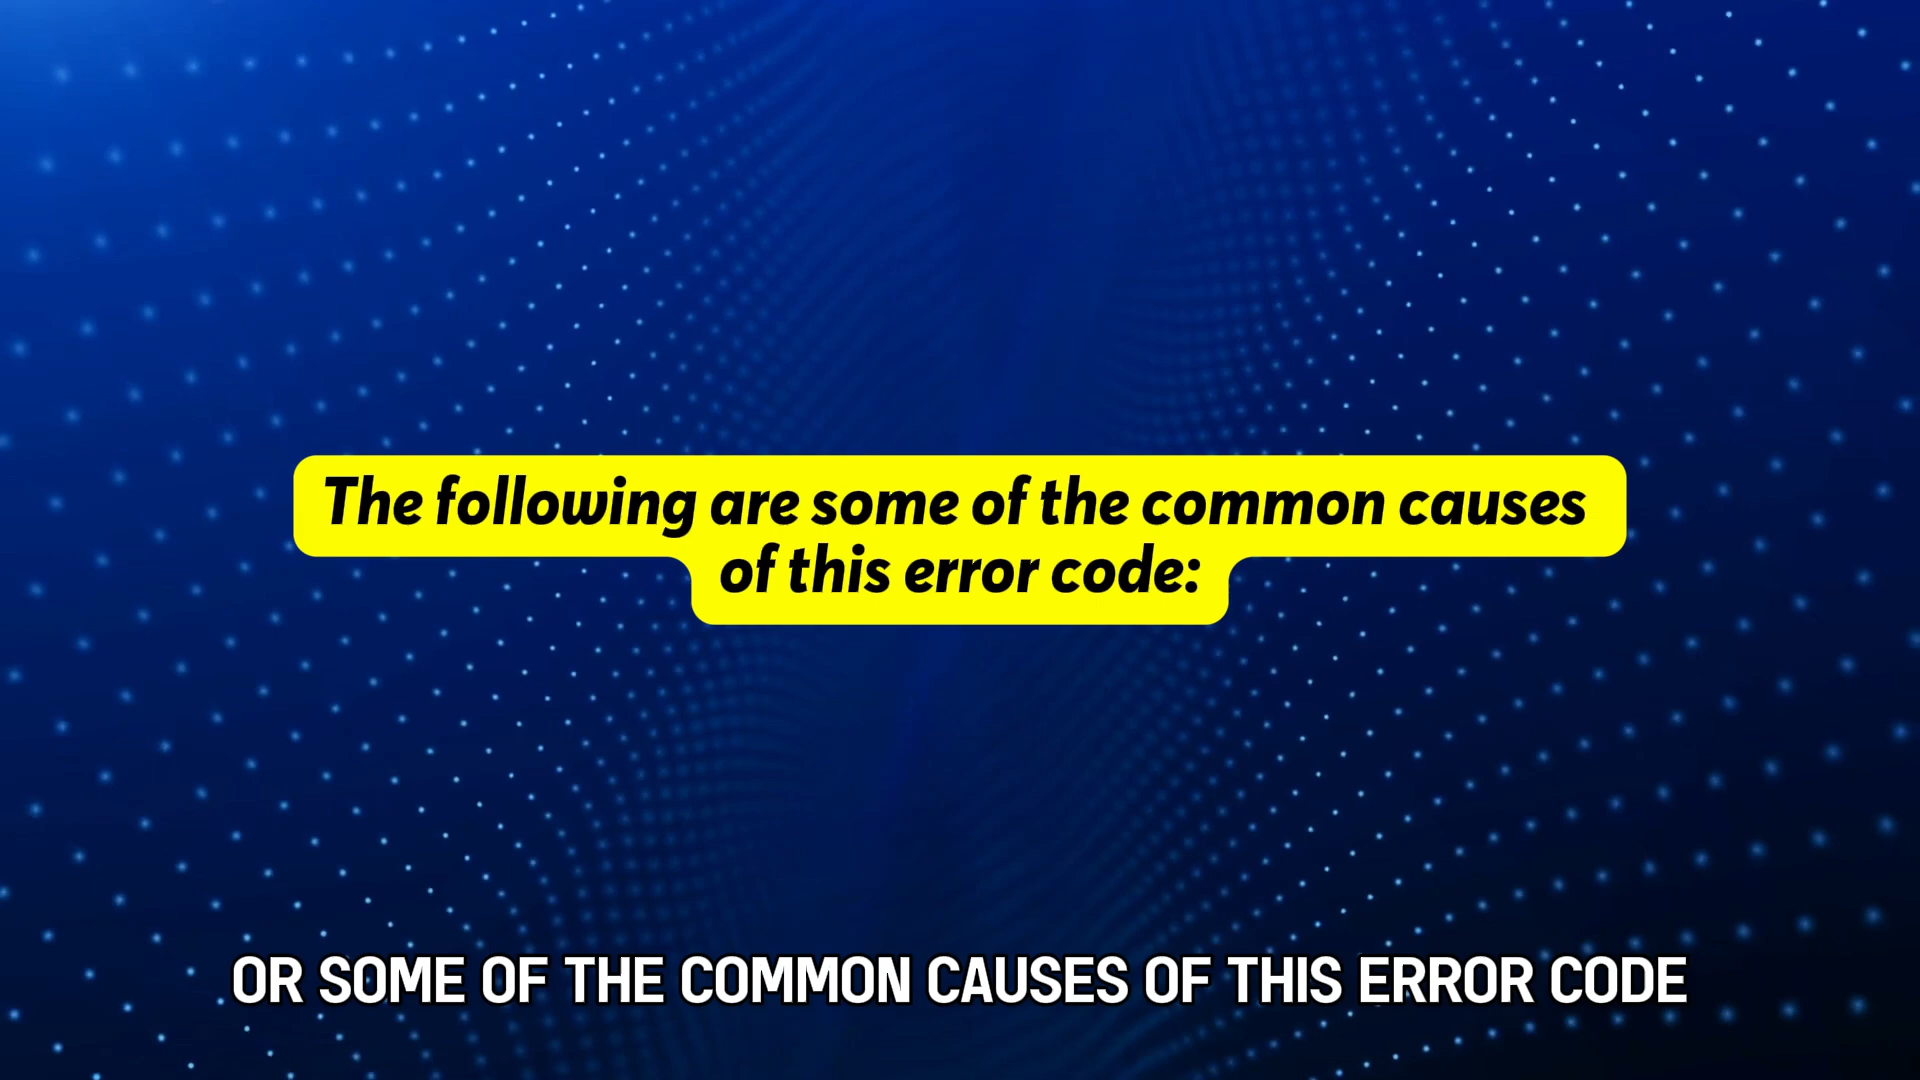 The following are some of the common causes
of this error code:
OR SOME OF THE COMMON CAUSES OF THIS ERROR CODE